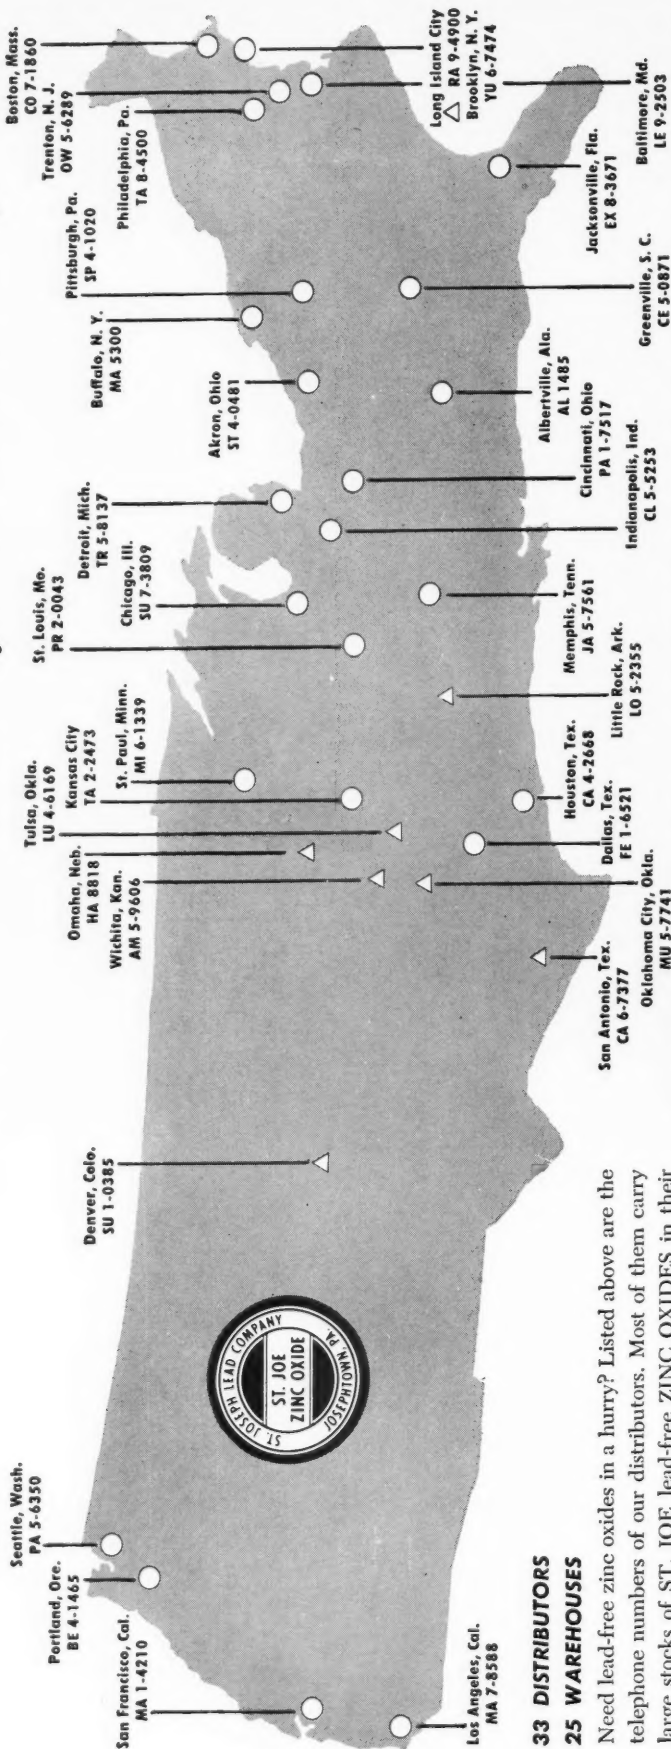 Seattle, Wash.
PA 5-6350
Portland, Ore.
BE 4-1465
San Francisco, Cal.
MA 1-4210
Los Angeles, Cal.
MA 7-8588
Denver, Colo.
SU 1-0385
Tulsa, Okla.
LU 4-6169
Omaha, Neb.
HA 8818
Wichita, Kan.
AM 5-9606
Kansas City
TA 2-2473
St. Paul, Minn.
MI 6-1339
St. Louis, Mo.
PR 2-0043
Chicago, Ill.
SU 7-3809
Detroit, Mich.
TR 5-8137
Akron, Ohio
ST 4-0481
Buffalo, N. Y.
MA 5300
Pittsburgh, Pa.
SP 4-1020
Philadelphia, Pa.
TA 8-4500
Trenton, N. J.
OW 5-6289
Boston, Mass.
CO 7-1860
Long Island City
RA 9-4900
Brooklyn, N. Y.
YU 6-7474
Baltimore, Md.
LE 9-2503
Jacksonville, Fla.
EX 8-3671
Greenville, S. C.
CE 5-0871
Albertville, Ala.
AL 1485
Cincinnati, Ohio
PA 1-7517
Indianapolis, Ind.
CL 5-5253
Memphis, Tenn.
JA 5-7561
Little Rock, Ark.
LO 5-2355
Houston, Tex.
CA 4-2668
Dallas, Tex.
FE 1-6521
Oklahoma City, Okla.
MU 5-7741
San Antonio, Tex.
CA 6-7377
ST. JOSEPH LEAD COMPANY
ST. JOE
ZINC OXIDE
JOSEPHTOWN, PA.
33 DISTRIBUTORS
25 WAREHOUSES
Need lead-free zinc oxides in a hurry? Listed above are the
telephone numbers of our distributors. Most of them carry
large stocks of ST. JOE lead-free ZINC OXIDES in their